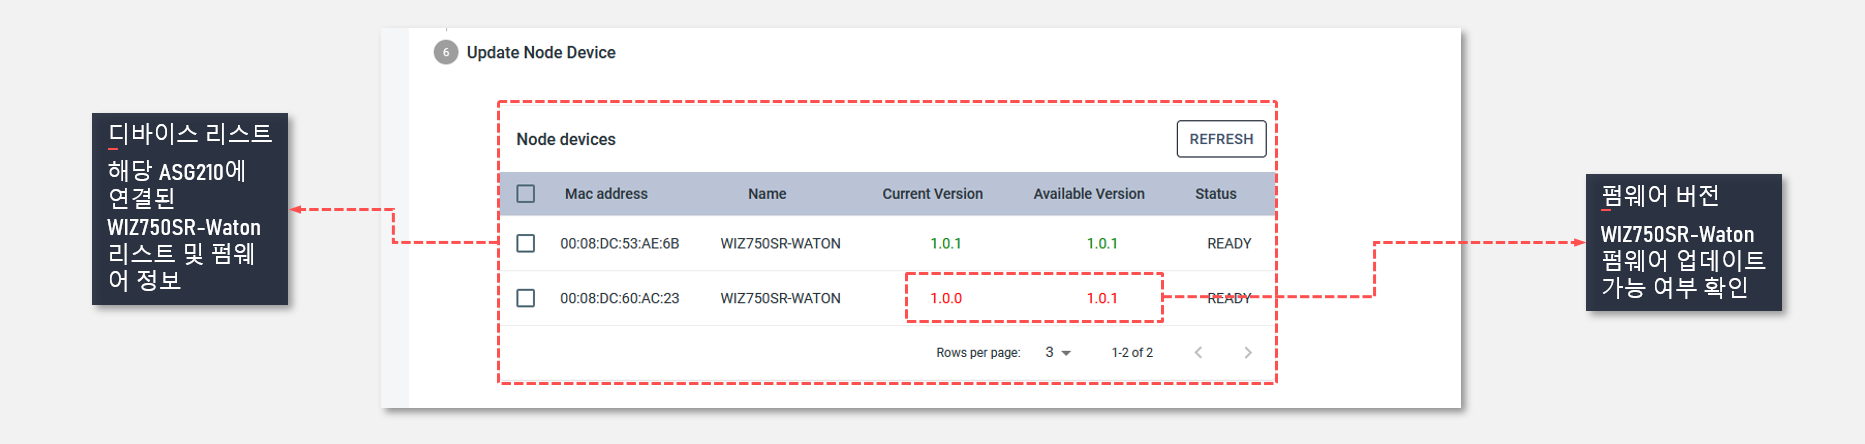 6 Update Node Device
디바이스 리스트
해당 ASG210에
연결된
WIZ750SR-Waton
리스트 및 펌웨
어 정보
Node devices
REFRESH
Mac address Name Current Version Available Version Status
00:08:DC:53:AE:6B WIZ750SR-WATON 1.0.1 1.0.1 READY
00:08:DC:60:AC:23 WIZ750SR-WATON 1.0.0 1.0.1 READY
Rows per page: 3 1-2 of 2
펌웨어 버전
WIZ750SR-Waton
펌웨어 업데이트
가능 여부 확인